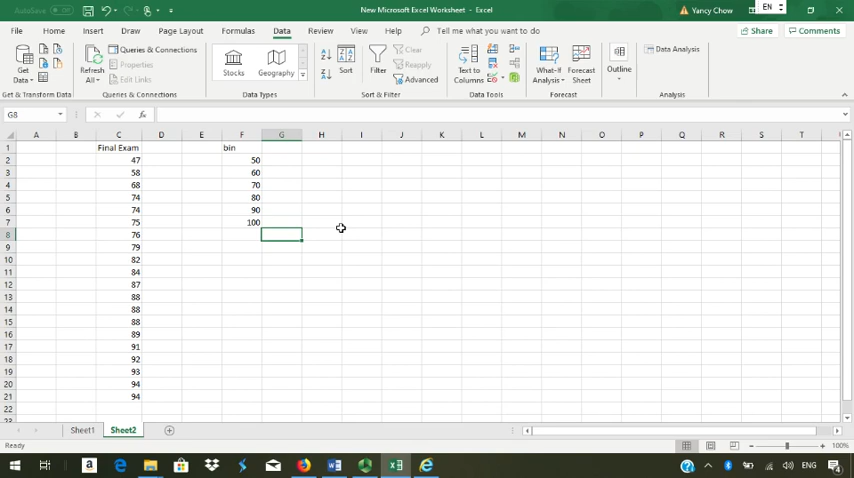 AutoSave Off New Microsoft Excel Worksheet - Excel Yancy Chow EN
File Home Insert Draw Page Layout Formulas Data Review View Help Tell me what you want to do Share Comments
Get Data Refresh All Queries & Connections Properties Edit Links Stocks Geography Sort Filter Clear Reapply Advanced Text to Columns What-If Analysis Forecast Sheet Outline Data Analysis
Get & Transform Data Queries & Connections Data Types Sort & Filter Data Tools Forecast Analysis
G8 fx
A B C D E F G H I J K L M N O P Q R S T
1 Final Exam bin
2 47 50
3 58 60
4 68 70
5 74 80
6 74 90
7 75 100
8 76
9 79
10 82
11 84
12 87
13 88
14 88
15 88
16 89
17 91
18 92
19 93
20 94
21 94
22
23
Sheet1 Sheet2
Ready 100%
ENG 4